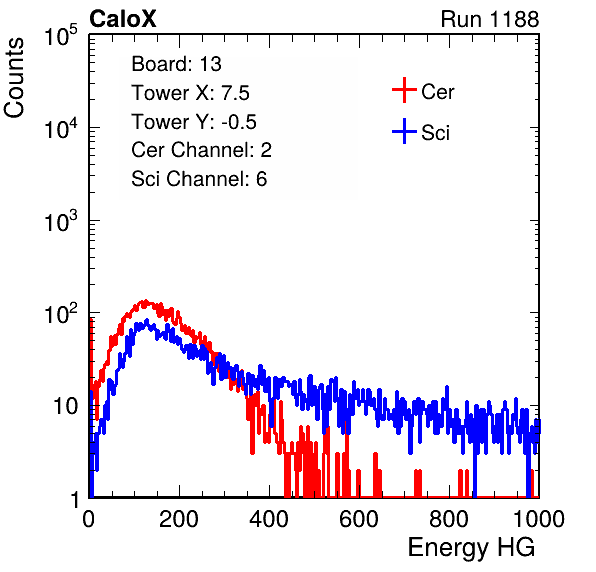 CaloX Run 1188
Counts
10^5
10^4
10^3
10^2
10
1
Board: 13
Tower X: 7.5
Tower Y: -0.5
Cer Channel: 2
Sci Channel: 6
Cer
Sci
0 200 400 600 800 1000
Energy HG